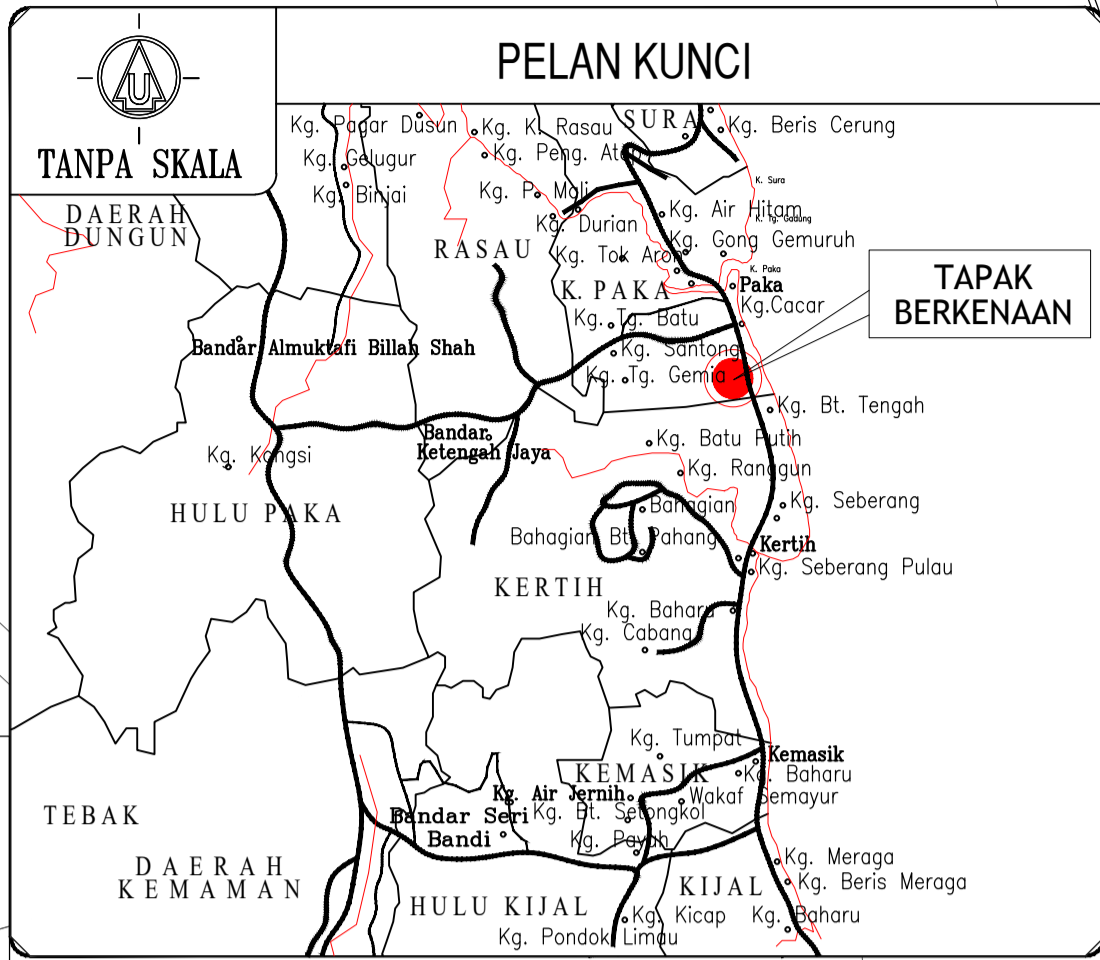 PELAN KUNCI
U
TANPA SKALA
Kg. Pagar Dusun
Kg. K. Rasau
SURA
Kg. Beris Cerung
Kg. Gelugur
Kg. Peng. Atap
Kg. Binjai
Kg. P. Mali
K. Sura
DAERAH
DUNGUN
Kg. Durian
Kg. Air Hitam
K. Tg. Gadung
RASAU
Kg. Tok Aron
Kg. Gong Gemuruh
K. Paka
K. PAKA
Paka
TAPAK
BERKENAAN
Kg.Cacar
Kg. Tg. Batu
Bandar Almuktafi Billah Shah
Kg. Santong
Kg. Tg. Gemia
Kg. Bt. Tengah
Bandar
Ketengah Jaya
Kg. Batu Putih
Kg. Kongsi
Kg. Ranggun
HULU PAKA
Bahagian
Kg. Seberang
Bahagian Bt. Pahang
Kertih
Kg. Seberang Pulau
KERTIH
Kg. Baharu
Kg. Cabang
Kg. Tumpat
Kemasik
KEMASIK
Kg. Baharu
Kg. Air Jernih
Wakaf Semayur
TEBAK
Bandar Seri
Bandi
Kg. Bt. Setongkol
Kg. Payah
DAERAH
KEMAMAN
Kg. Meraga
KIJAL
Kg. Beris Meraga
HULU KIJAL
Kg. Kicap
Kg. Baharu
Kg. Pondok Limau